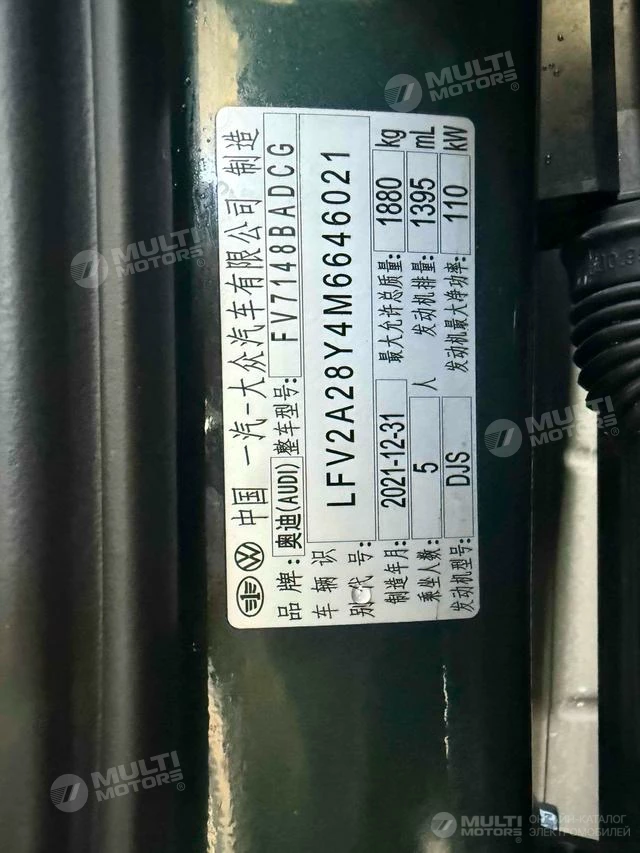 中国 一汽-大众汽车有限公司 制造
品牌: 奥迪(AUDI) 整车型号: FV7148BADCG
车辆识别代号: LFV2A28Y4M6646021
制造年月: 2021-12-31 最大允许总质量: 1880 kg
乘坐人数: 5 人 发动机排量: 1395 mL
发动机型号: DJS 发动机最大净功率: 110 kW
MULTI
MOTORS®
MULTI
MOTORS®
MULTI
MOTORS®
MULTI
MOTORS®
MULTI
MOTORS®
ОНЛАЙН-КАТАЛОГ
ЭЛЕКТРОМОБИЛЕЙ